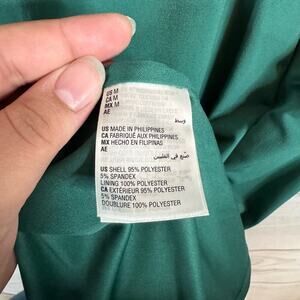 US M
CA M
MX M
AE
وسط
US MADE IN PHILIPPINES
CA FABRIQUÉ AUX PHILIPPINES
MX HECHO EN FILIPINAS
AE
صنع في الفلبين
US SHELL 95% POLYESTER
5% SPANDEX
LINING 100% POLYESTER
CA EXTÉRIEUR 95% POLYESTER
5% SPANDEX
DOUBLURE 100% POLYESTER